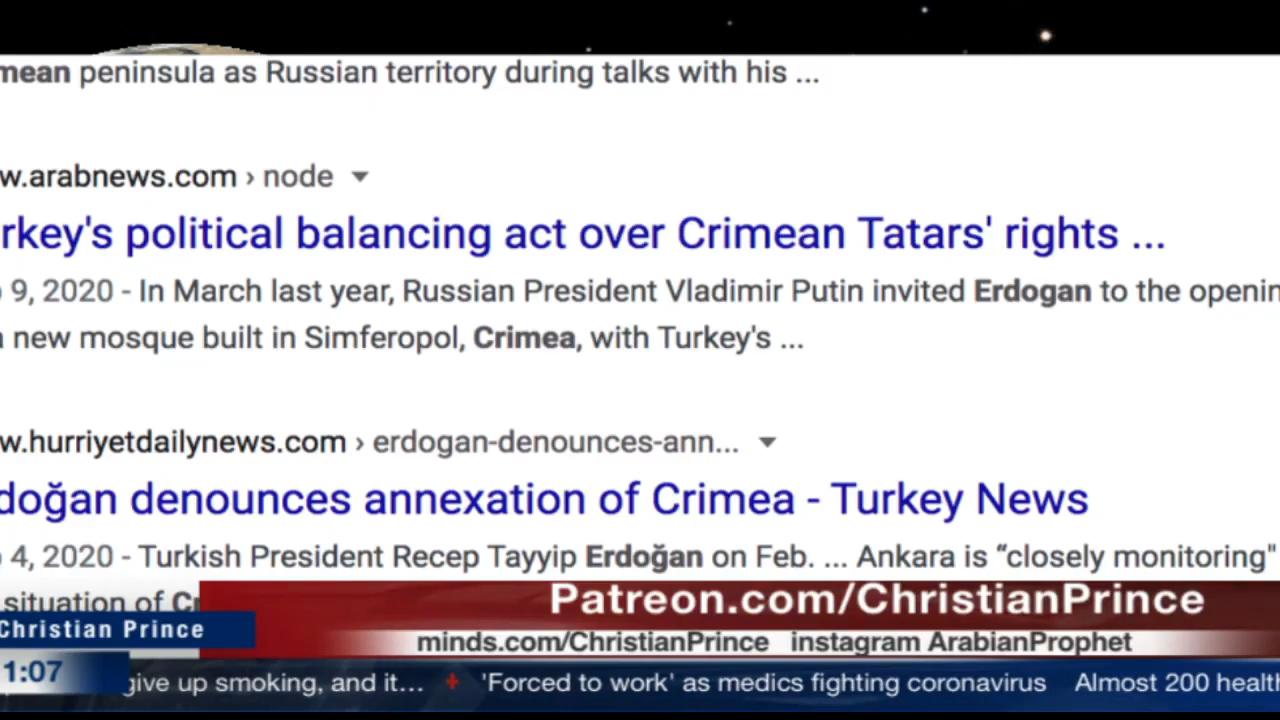 mean peninsula as Russian territory during talks with his ...
w.arabnews.com › node
rkey's political balancing act over Crimean Tatars' rights ...
9, 2020 - In March last year, Russian President Vladimir Putin invited Erdogan to the openin
new mosque built in Simferopol, Crimea, with Turkey's ...
w.hurriyetdailynews.com › erdogan-denounces-ann...
doğan denounces annexation of Crimea - Turkey News
4, 2020 - Turkish President Recep Tayyip Erdoğan on Feb. ... Ankara is “closely monitoring"
situation of Cr
Patreon.com/ChristianPrince
Christian Prince
minds.com/ChristianPrince instagram ArabianProphet
1:07
give up smoking, and it... 'Forced to work' as medics fighting coronavirus Almost 200 health